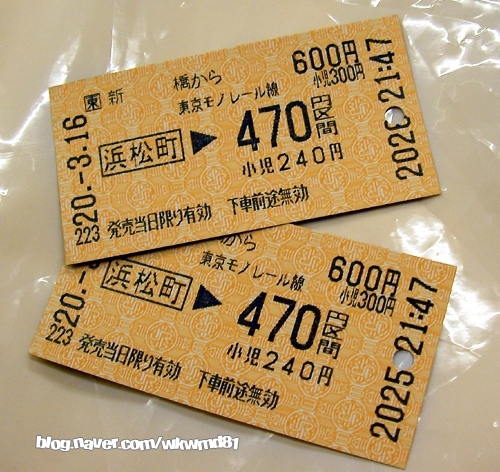 東 新 橋から 600円
小児300円
東京モノレール線
浜松町 ▶ 470円区間
小児240円
20.-3.16
223 発売当日限り有効 下車前途無効
2026 21:47
橋から 600円
小児300円
東京モノレール線
浜松町 ▶ 470円区間
小児240円
20.-
223 発売当日限り有効 下車前途無効
2025 21:47
blog.naver.com/wkwmd81